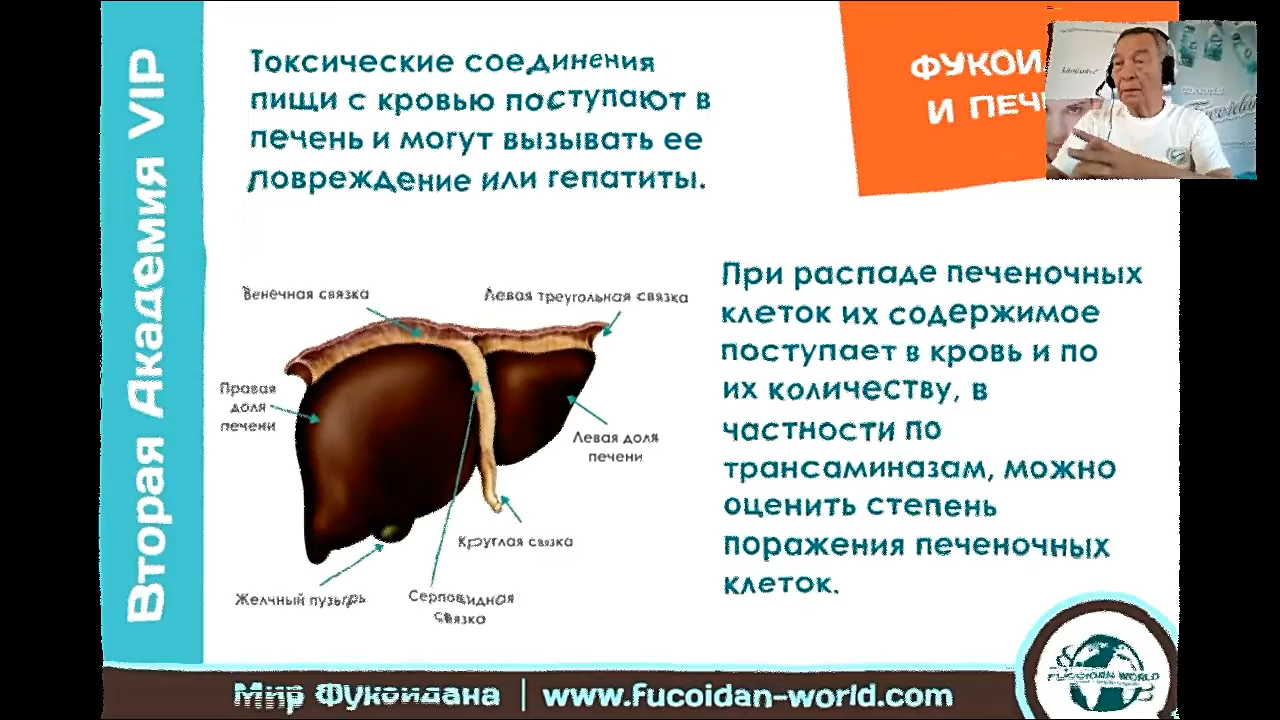 Вторая Академия VIP
Токсические соединения
пищи с кровью поступают в
печень и могут вызывать ее
повреждение или гепатиты.
ФУКОИ
И ПЕЧ
При распаде печеночных
клеток их содержимое
поступает в кровь и по
их количеству, в
частности по
трансаминазам, можно
оценить степень
поражения печеночных
клеток.
Венечная связка
Левая треугольная связка
Правая
доля
печени
Левая доля
печени
Круглая связка
Желчный пузырь
Серповидная
связка
Мир Фукоидана | www.fucoidan-world.com
FUCOIDAN WORLD